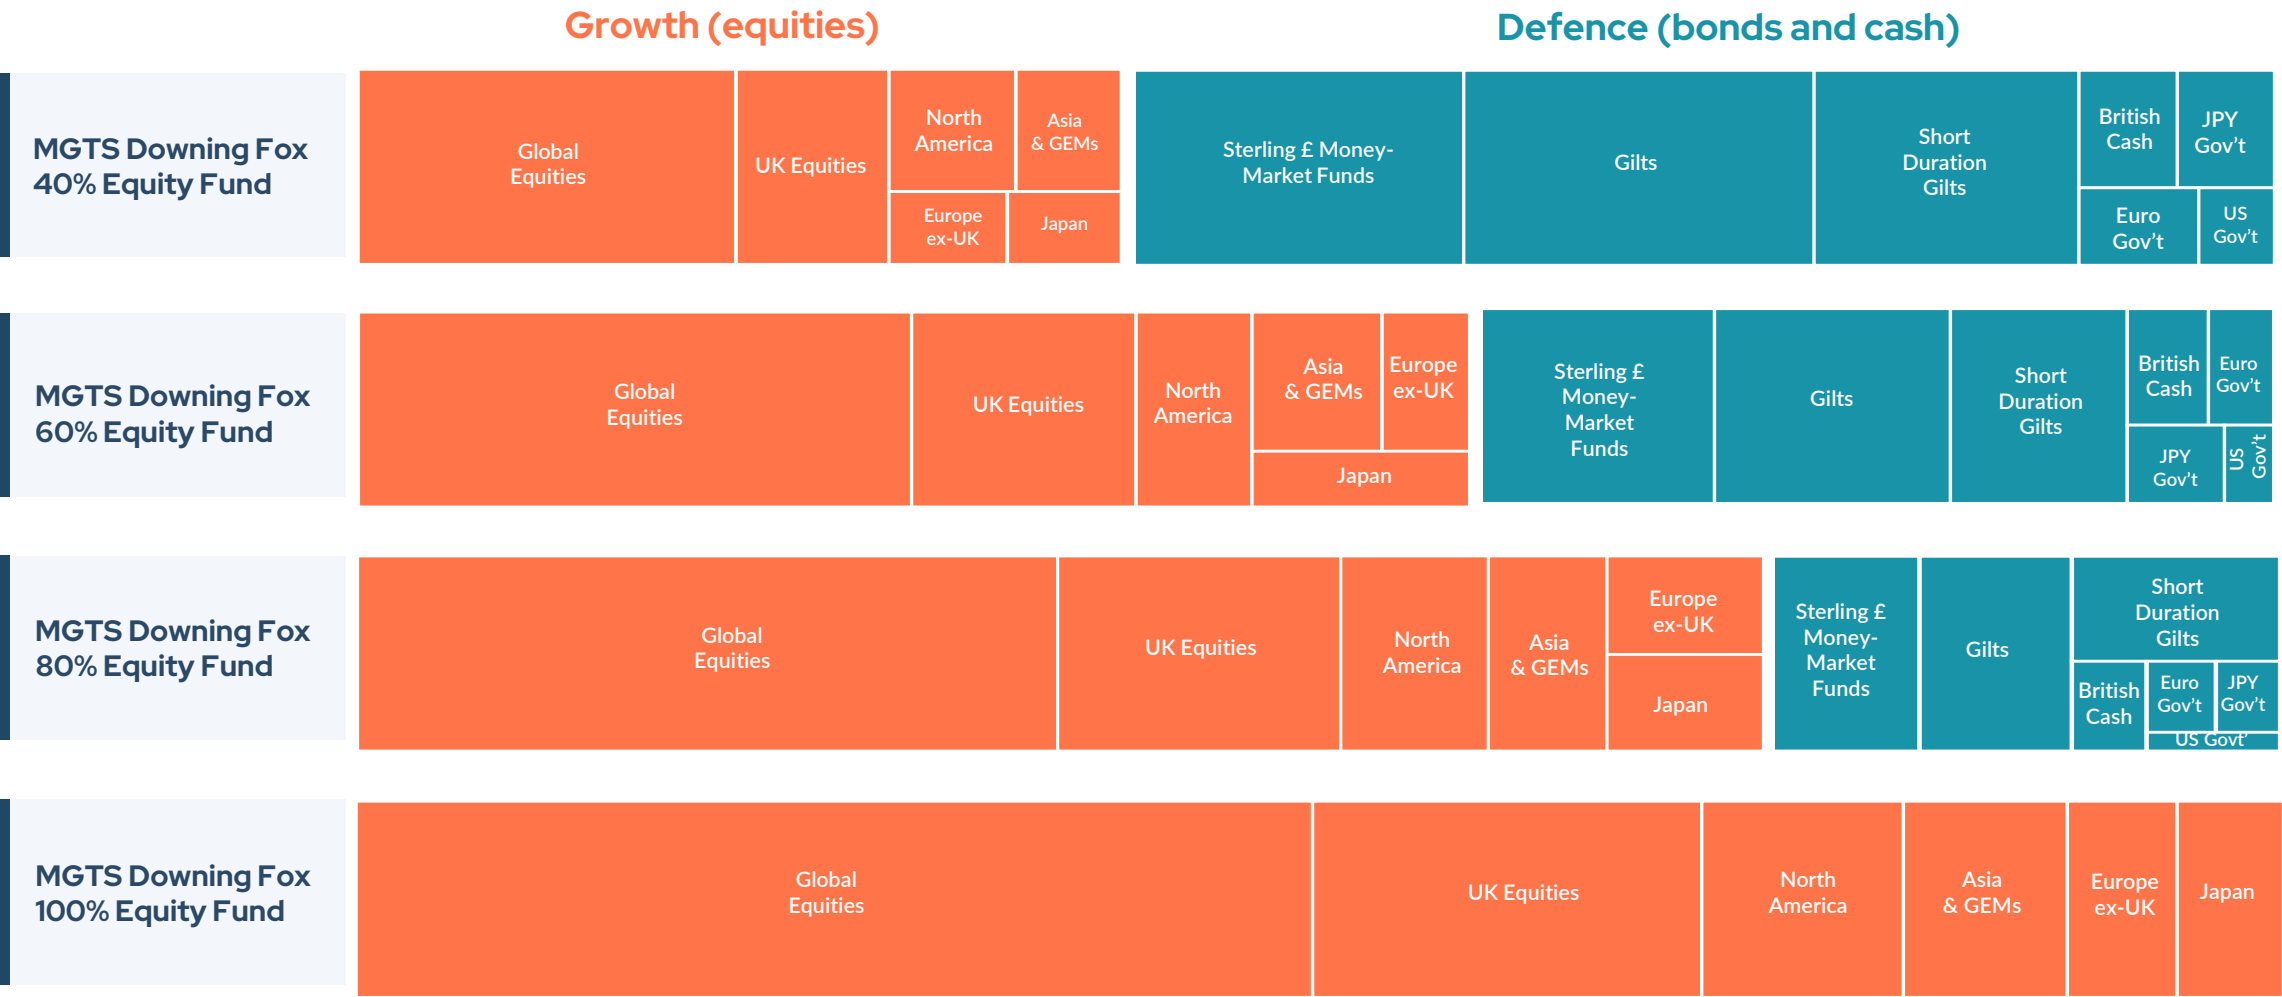 Growth (equities)
Defence (bonds and cash)
MGTS Downing Fox
40% Equity Fund
Global
Equities
UK Equities
North
America
Asia
& GEMs
Europe
ex-UK
Japan
Sterling £ Money-
Market Funds
Gilts
Short
Duration
Gilts
British
Cash
JPY
Gov't
Euro
Gov't
US
Gov't
MGTS Downing Fox
60% Equity Fund
Global
Equities
UK Equities
North
America
Asia
& GEMs
Europe
ex-UK
Japan
Sterling £
Money-
Market
Funds
Gilts
Short
Duration
Gilts
British
Cash
Euro
Gov't
JPY
Gov't
US
Gov't
MGTS Downing Fox
80% Equity Fund
Global
Equities
UK Equities
North
America
Asia
& GEMs
Europe
ex-UK
Japan
Sterling £
Money-
Market
Funds
Gilts
Short
Duration
Gilts
British
Cash
Euro
Gov't
JPY
Gov't
US Govt'
MGTS Downing Fox
100% Equity Fund
Global
Equities
UK Equities
North
America
Asia
& GEMs
Europe
ex-UK
Japan